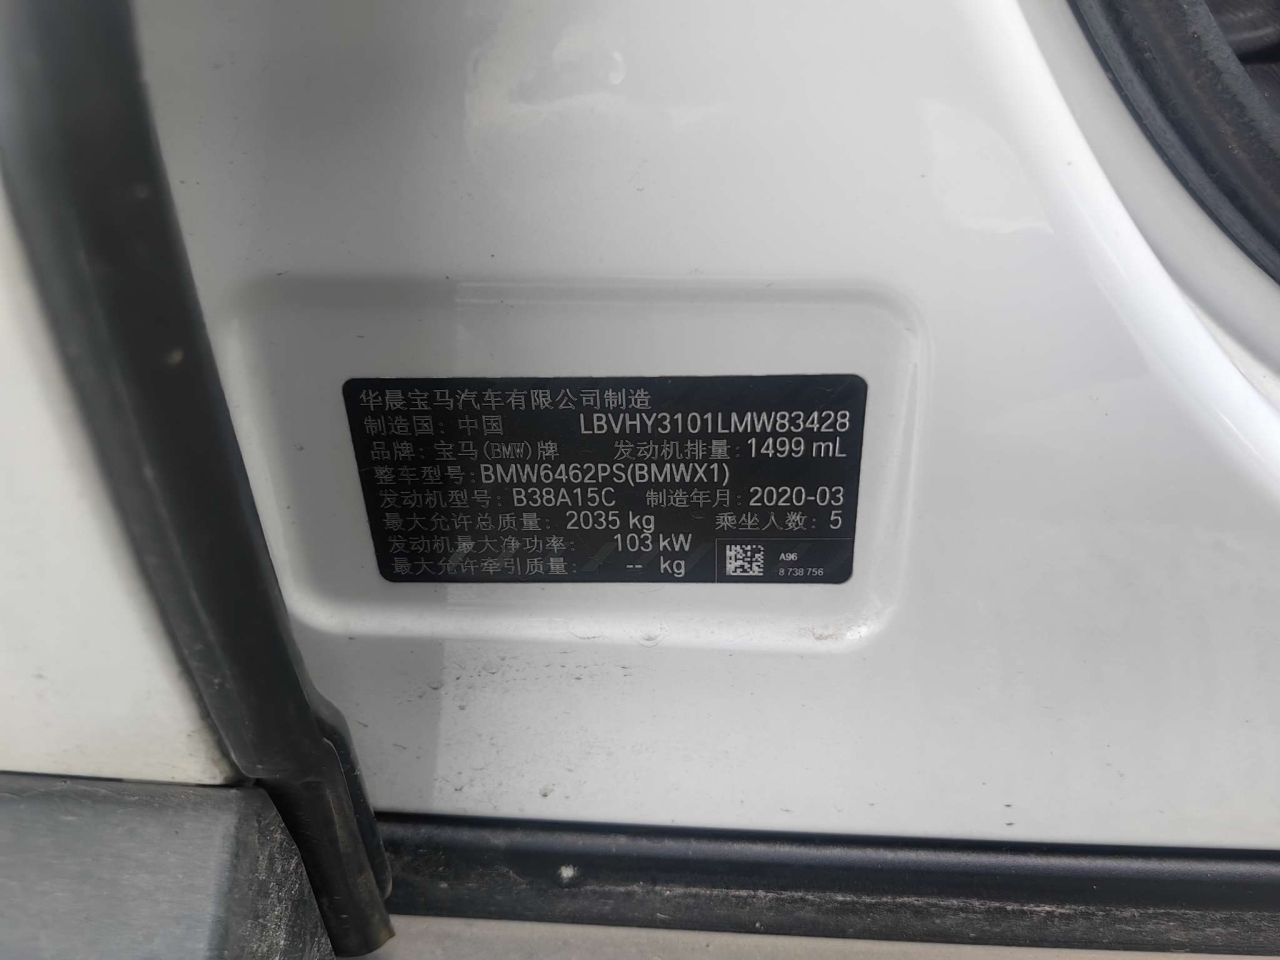 华晨宝马汽车有限公司制造
制造国: 中国 LBVHY3101LMW83428
品牌: 宝马(BMW)牌 发动机排量: 1499 mL
整车型号: BMW6462PS(BMWX1)
发动机型号: B38A15C 制造年月: 2020-03
最大允许总质量: 2035 kg 乘坐人数: 5
发动机最大净功率: 103 kW
最大允许牵引质量: -- kg
A96
8 738 756